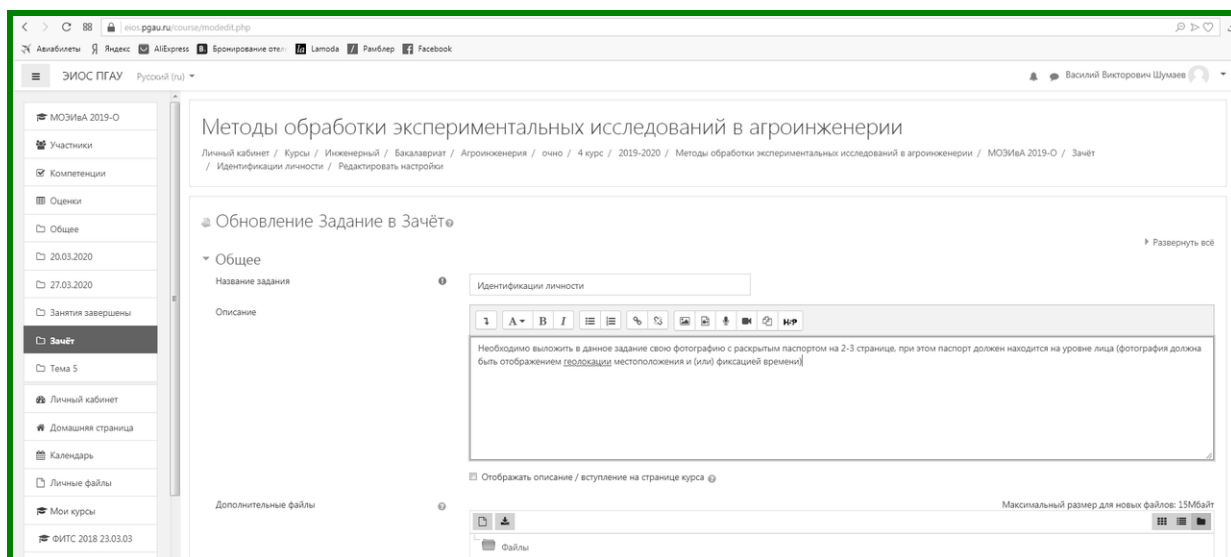 eios.pgau.ru/course/modedit.php
Авиабилеты Яндекс AliExpress Бронирование отел Lamoda Рамблер Facebook
ЭИОС ПГАУ Русский (ru) Василий Викторович Шумаев
МОЭИвА 2019-О
Участники
Компетенции
Оценки
Общее
20.03.2020
27.03.2020
Занятия завершены
Зачёт
Тема 5
Личный кабинет
Домашняя страница
Календарь
Личные файлы
Мои курсы
ФИТС 2018 23.03.03
Методы обработки экспериментальных исследований в агроинженерии
Личный кабинет / Курсы / Инженерный / Бакалавриат / Агроинженерия / очно / 4 курс / 2019-2020 / Методы обработки экспериментальных исследований в агроинженерии / МОЭИвА 2019-О / Зачёт
/ Идентификации личности / Редактировать настройки
Обновление Задание в Зачёт
Развернуть всё
Общее
Название задания
Идентификации личности
Описание
A B I H-P
Необходимо выложить в данное задание свою фотографию с раскрытым паспортом на 2-3 странице, при этом паспорт должен находится на уровне лица (фотография должна
быть отображением геолокации местоположения и (или) фиксацией времени)
Отображать описание / вступление на странице курса
Дополнительные файлы
Максимальный размер для новых файлов: 15Мбайт
Файлы